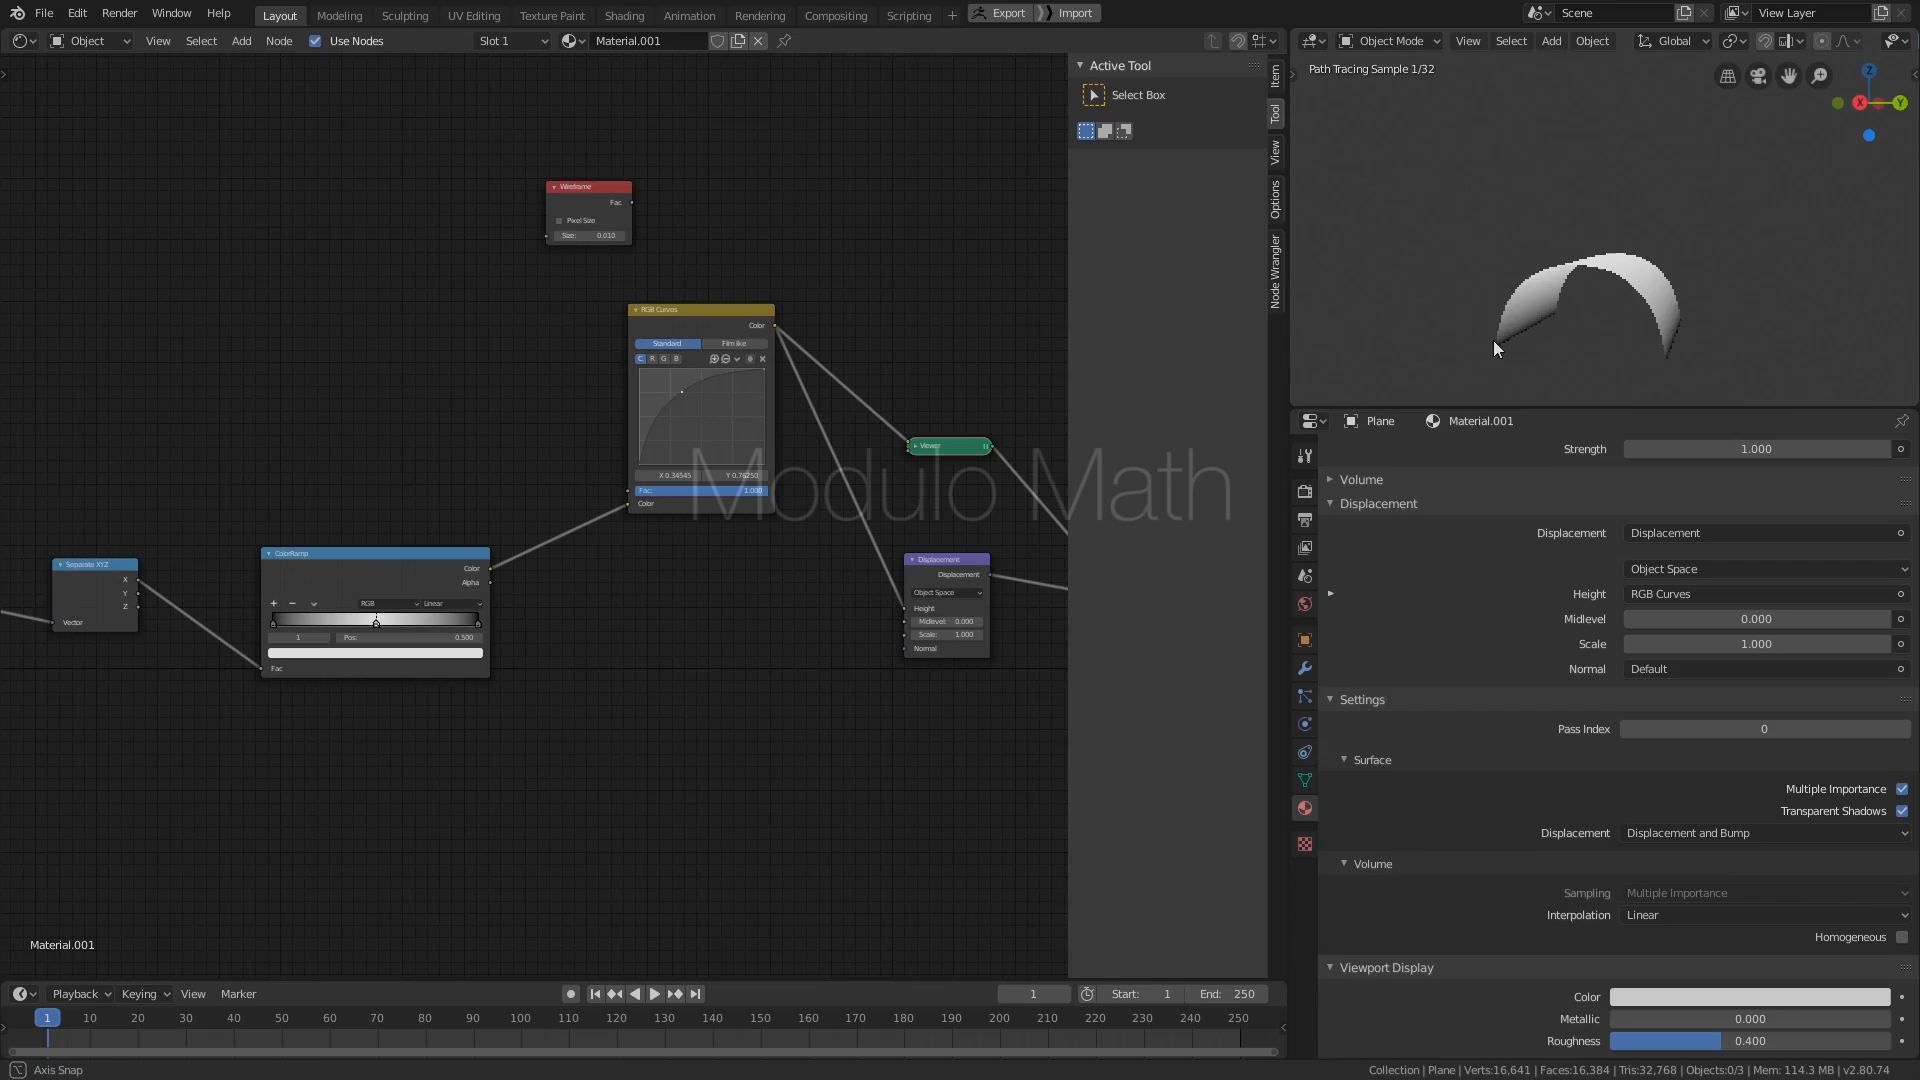 File Edit Render Window Help Layout Modeling Sculpting UV Editing Texture Paint Shading Animation Rendering Compositing Scripting + Export Import Scene View Layer
Object View Select Add Node Use Nodes Slot 1 Material.001 Object Mode View Select Add Object Global
Active Tool
Select Box
Item
Tool
View
Options
Node Wrangler
Path Tracing Sample 1/32
Z
X
Y
Wireframe
Fac
Pixel Size
Size: 0.010
RGB Curves
Color
Standard Film like
C R G B
X 0.34545 Y 0.76250
Fac: 1.000
Color
Viewer
Modulo Math
Separate XYZ
X
Y
Z
Vector
ColorRamp
Color
Alpha
RGB Linear
1 Pos: 0.500
Fac
Displacement
Displacement
Object Space
Height
Midlevel: 0.000
Scale: 1.000
Normal
Plane Material.001
Strength 1.000
Volume
Displacement
Displacement Displacement
Object Space
Height RGB Curves
Midlevel 0.000
Scale 1.000
Normal Default
Settings
Pass Index 0
Surface
Multiple Importance
Transparent Shadows
Displacement Displacement and Bump
Volume
Sampling Multiple Importance
Interpolation Linear
Homogeneous
Viewport Display
Color
Metallic 0.000
Roughness 0.400
Material.001
Playback Keying View Marker 1 Start: 1 End: 250
1 10 20 30 40 50 60 70 80 90 100 110 120 130 140 150 160 170 180 190 200 210 220 230 240 250
Axis Snap Collection | Plane | Verts:16,641 | Faces:16,384 | Tris:32,768 | Objects:0/3 | Mem: 114.3 MB | v2.80.74